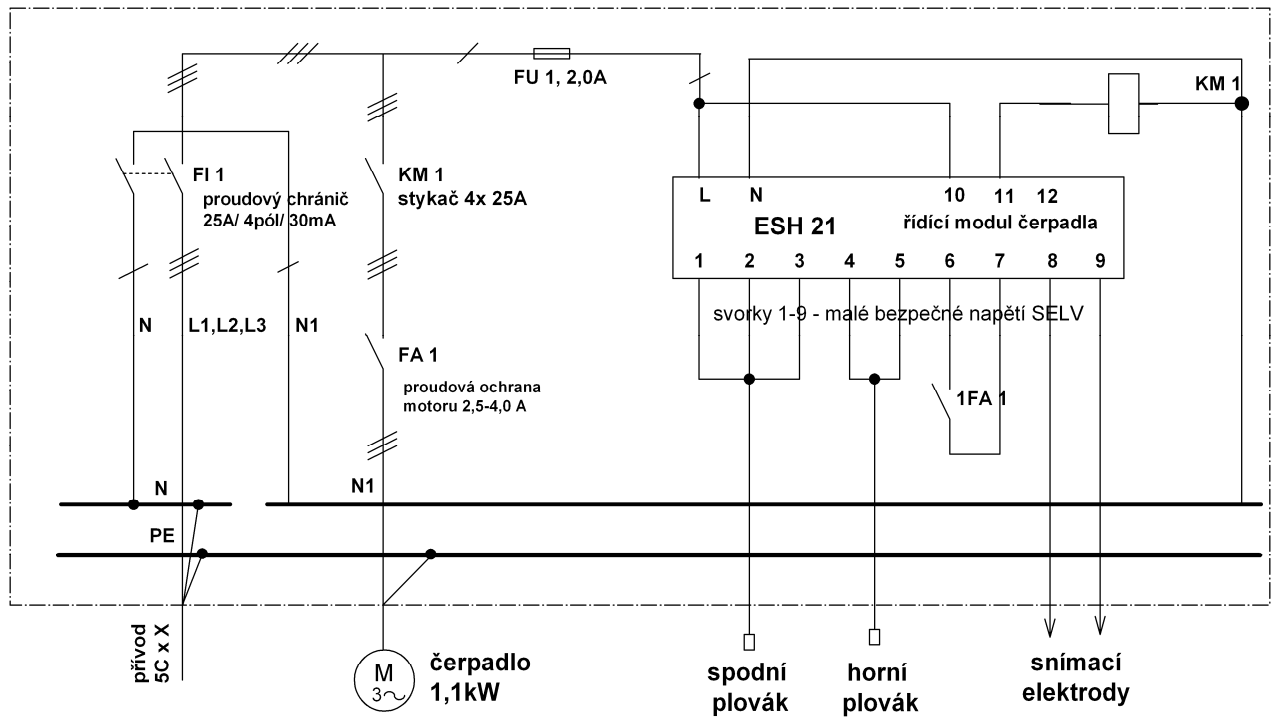 FU 1, 2,0A
KM 1
FI 1
proudový chránič
25A/ 4pól/ 30mA
KM 1
stykač 4x 25A
L N 10 11 12
ESH 21 řídící modul čerpadla
1 2 3 4 5 6 7 8 9
svorky 1-9 - malé bezpečné napětí SELV
N L1,L2,L3 N1
FA 1
proudová ochrana
motoru 2,5-4,0 A
1FA 1
N
N1
PE
přívod
5C x X
M
3~
čerpadlo
1,1kW
spodní
plovák
horní
plovák
snímací
elektrody